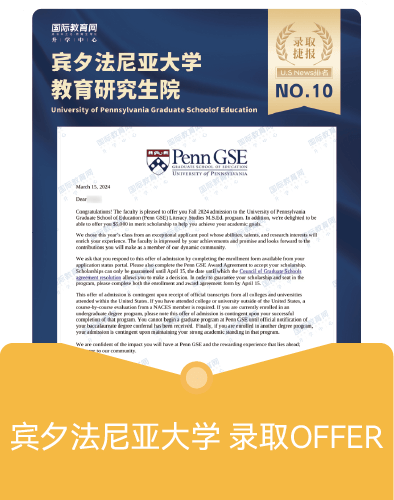 国际教育网
升 学 中 心
宾夕法尼亚大学
教育研究生院
University of Pennsylvania Graduate Schoolof Education
录取
捷报
U.S News排名
NO.10
Penn GSE
GRADUATE SCHOOL OF EDUCATION
UNIVERSITY OF PENNSYLVANIA
March 15, 2024
Dear
Congratulations! The faculty is pleased to offer you Fall 2024 admission to the University of Pennsylvania
Graduate School of Education (Penn GSE) Literacy Studies M.S.Ed. program. In addition, we're delighted to be
able to offer you $5,000 in merit scholarship to help you achieve your academic goals.
We chose this year's class from an exceptional applicant pool whose abilities, talents, and research interests will
enrich your experience. The faculty is impressed by your achievements and promise and looks forward to the
contributions you will make as a member of our dynamic community.
We ask that you respond to this offer of admission by completing the enrollment form available from your
application status portal. Please also complete the Penn GSE Award Agreement to accept your scholarship.
Scholarships can only be guaranteed until April 15, the date until which the Council of Graduate Schools
agreement resolution allows you to make a decision. In order to guarantee your scholarship and seat in the
program, please complete both the enrollment and award agreement form by April 15.
This offer of admission is contingent upon receipt of official transcripts from all colleges and universities
attended within the United States. If you have attended college or university outside of the United States, a
course-by-course evaluation from a NACES member is required. If you are currently enrolled in an
undergraduate degree program, please note this offer of admission is contingent upon your successful
completion of that program. You cannot begin a graduate program at Penn GSE until official notification of
your baccalaureate degree conferral has been received. Finally, if you are enrolled in another degree program,
your admission is contingent upon maintaining your strong academic standing in that program.
We are confident of the impact you will have at Penn GSE and the rewarding experience that lies ahead;
to our community.
宾夕法尼亚大学 录取OFFER